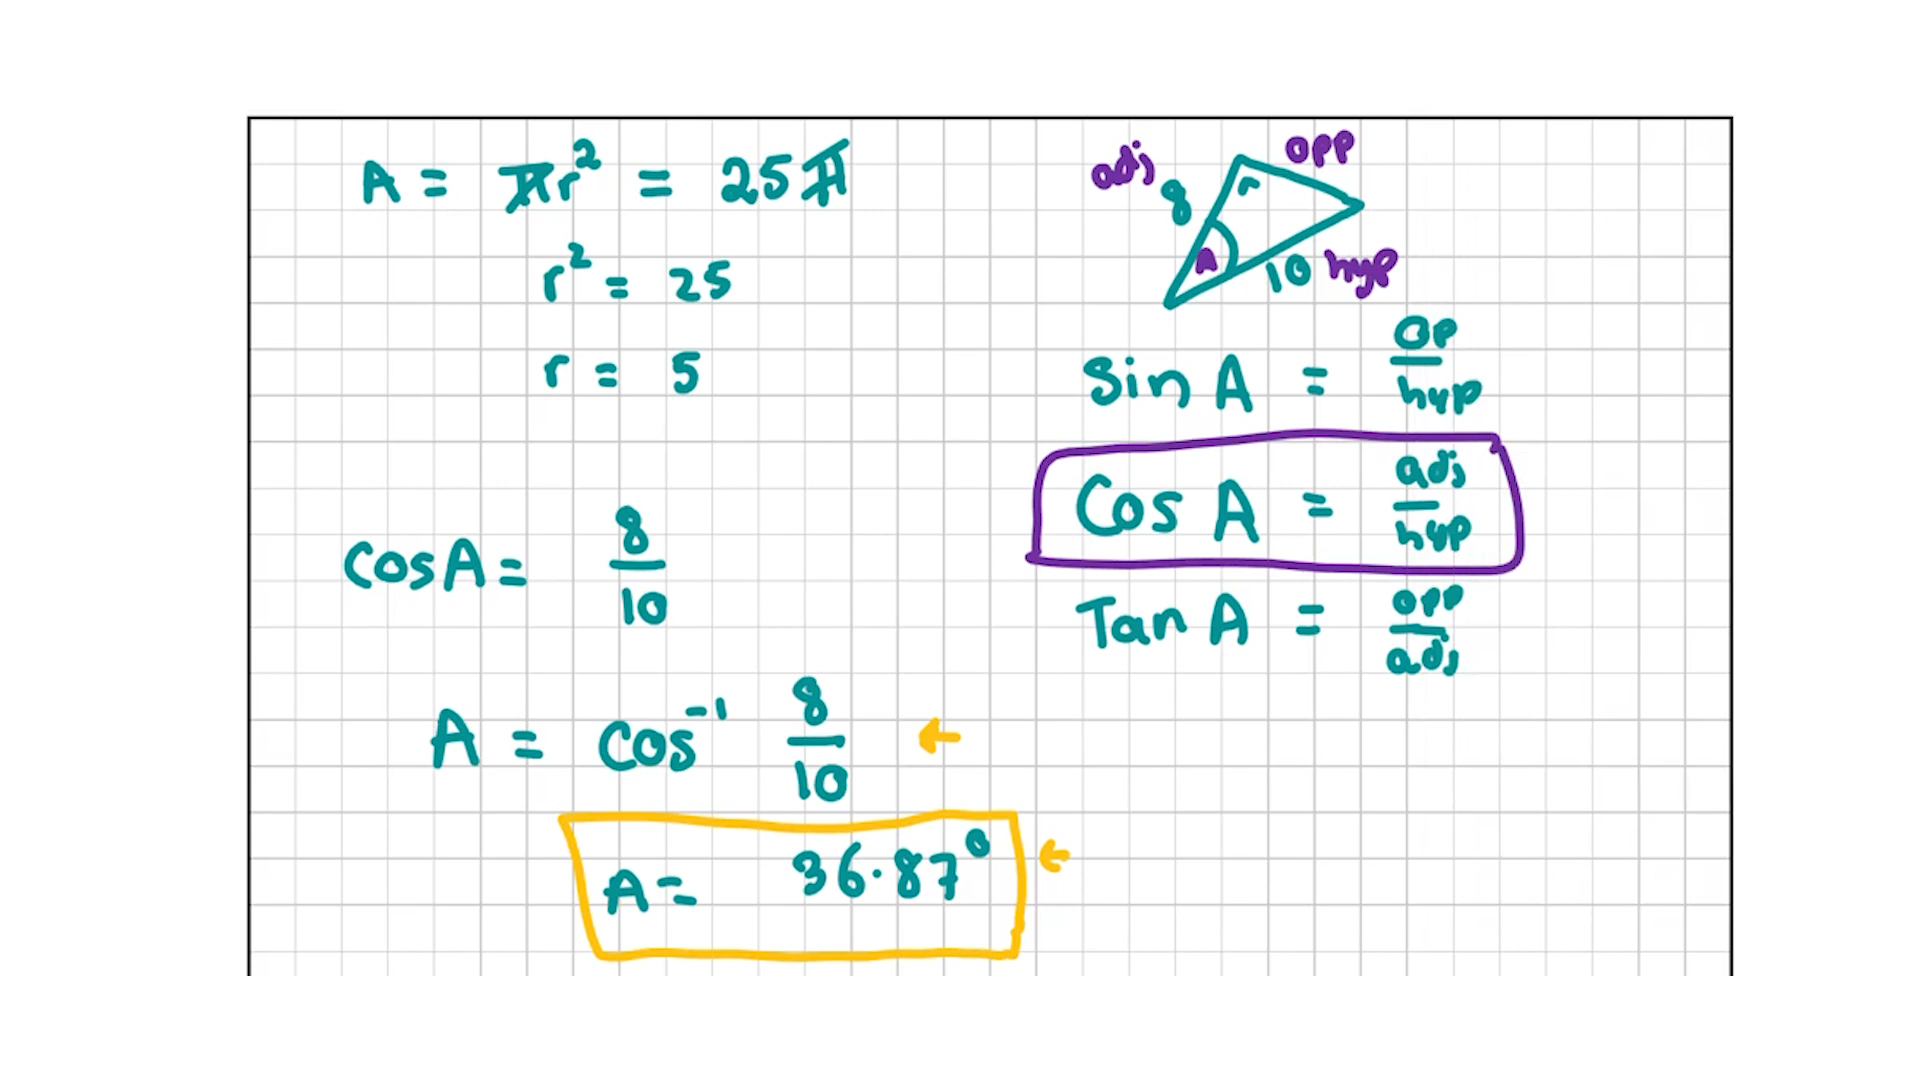 A = πr² = 25π
r² = 25
r = 5
CosA = 8/10
A = Cos⁻¹ 8/10
A = 36.87°
adj
opp
8
A
10 hyp
Sin A = Op/hyp
Cos A = adj/hyp
Tan A = opp/adj